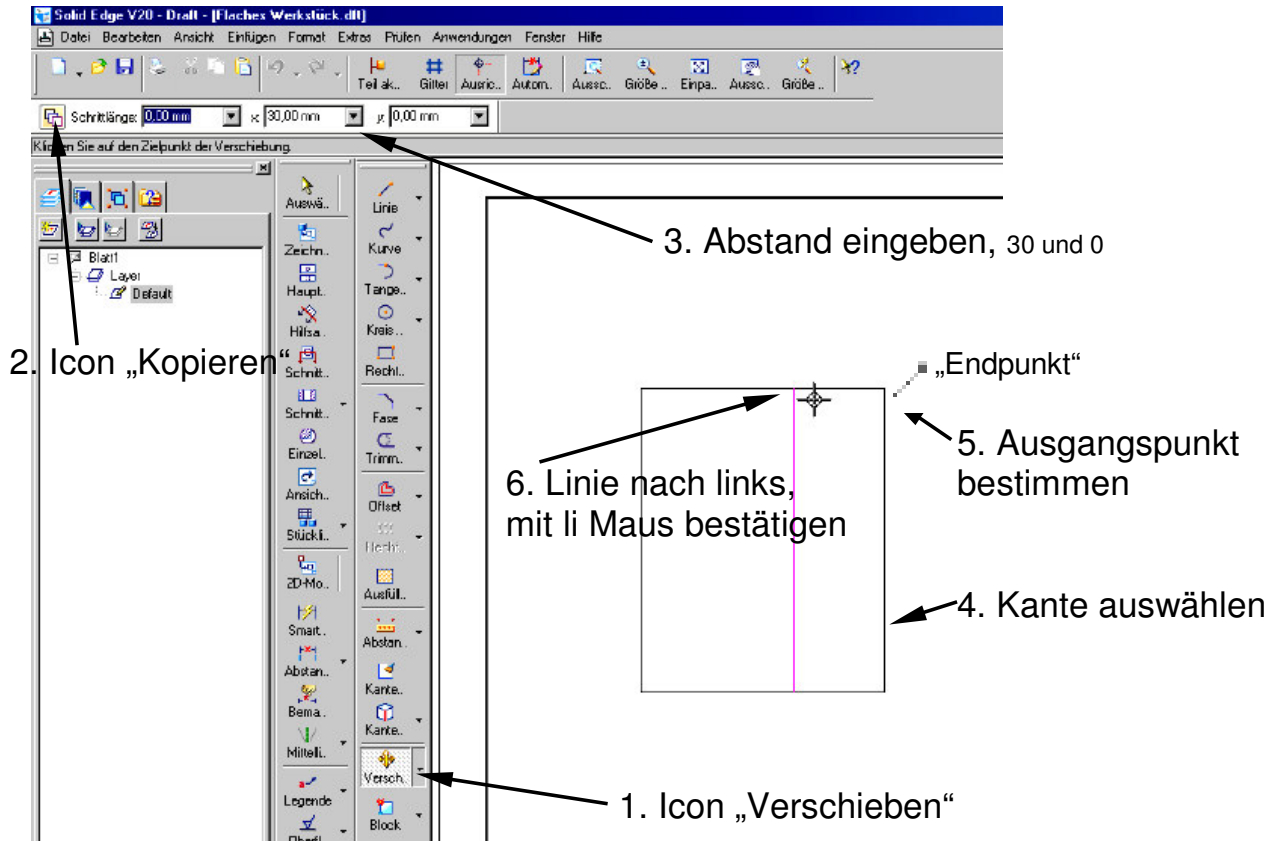 Solid Edge V20 - Draft - [Flaches Werkstück.dft]
Datei Bearbeiten Ansicht Einfügen Format Extras Prüfen Anwendungen Fenster Hilfe
Teil ak.. Gitter Ausric.. Autom.. Aussc.. Größe .. Einpa.. Aussc.. Größe ..
Schrittlänge: 0,00 mm x: 30,00 mm y: 0,00 mm
Klicken Sie auf den Zielpunkt der Verschiebung.
Blatt1
Layer
Default
2. Icon „Kopieren“
Auswä..
Zeichn..
Haupt..
Hilfsa..
Schnitt..
Schnitt..
Einzel..
Ansich..
Stückli..
2D-Mo..
Smart..
Abstan..
Bema..
Mittelli..
Legende
Oberfl..
Linie
Kurve
Tange..
Kreis ..
Recht..
Fase
Trimm..
Offset
Recht..
Ausfül..
Abstan..
Kante..
Kante..
Versch..
Block
3. Abstand eingeben, 30 und 0
„Endpunkt“
5. Ausgangspunkt
bestimmen
6. Linie nach links,
mit li Maus bestätigen
4. Kante auswählen
1. Icon „Verschieben“